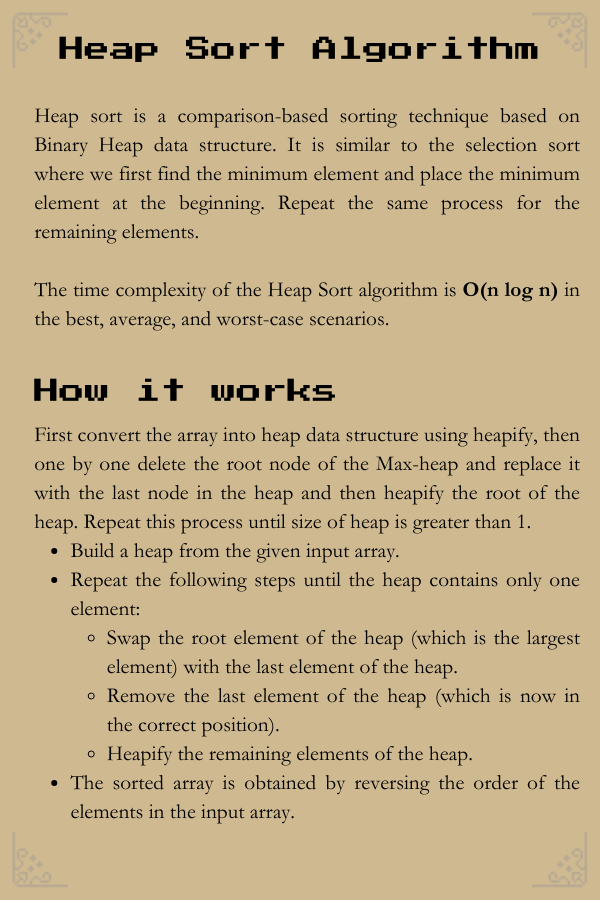 Heap Sort Algorithm
Heap sort is a comparison-based sorting technique based on
Binary Heap data structure. It is similar to the selection sort
where we first find the minimum element and place the minimum
element at the beginning. Repeat the same process for the
remaining elements.
The time complexity of the Heap Sort algorithm is O(n log n) in
the best, average, and worst-case scenarios.
How it works
First convert the array into heap data structure using heapify, then
one by one delete the root node of the Max-heap and replace it
with the last node in the heap and then heapify the root of the
heap. Repeat this process until size of heap is greater than 1.
• Build a heap from the given input array.
• Repeat the following steps until the heap contains only one
element:
◦ Swap the root element of the heap (which is the largest
element) with the last element of the heap.
◦ Remove the last element of the heap (which is now in
the correct position).
◦ Heapify the remaining elements of the heap.
• The sorted array is obtained by reversing the order of the
elements in the input array.